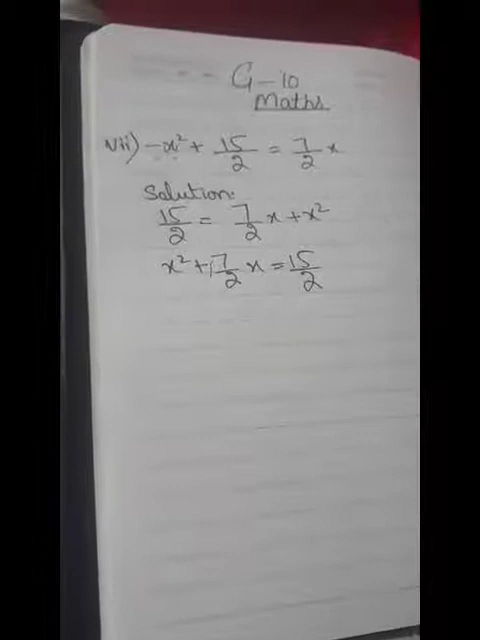 G-10
Maths
vii) -x² + 15/2 = 7/2 x
Solution:
15/2 = 7/2 x + x²
x² + 7/2 x = 15/2